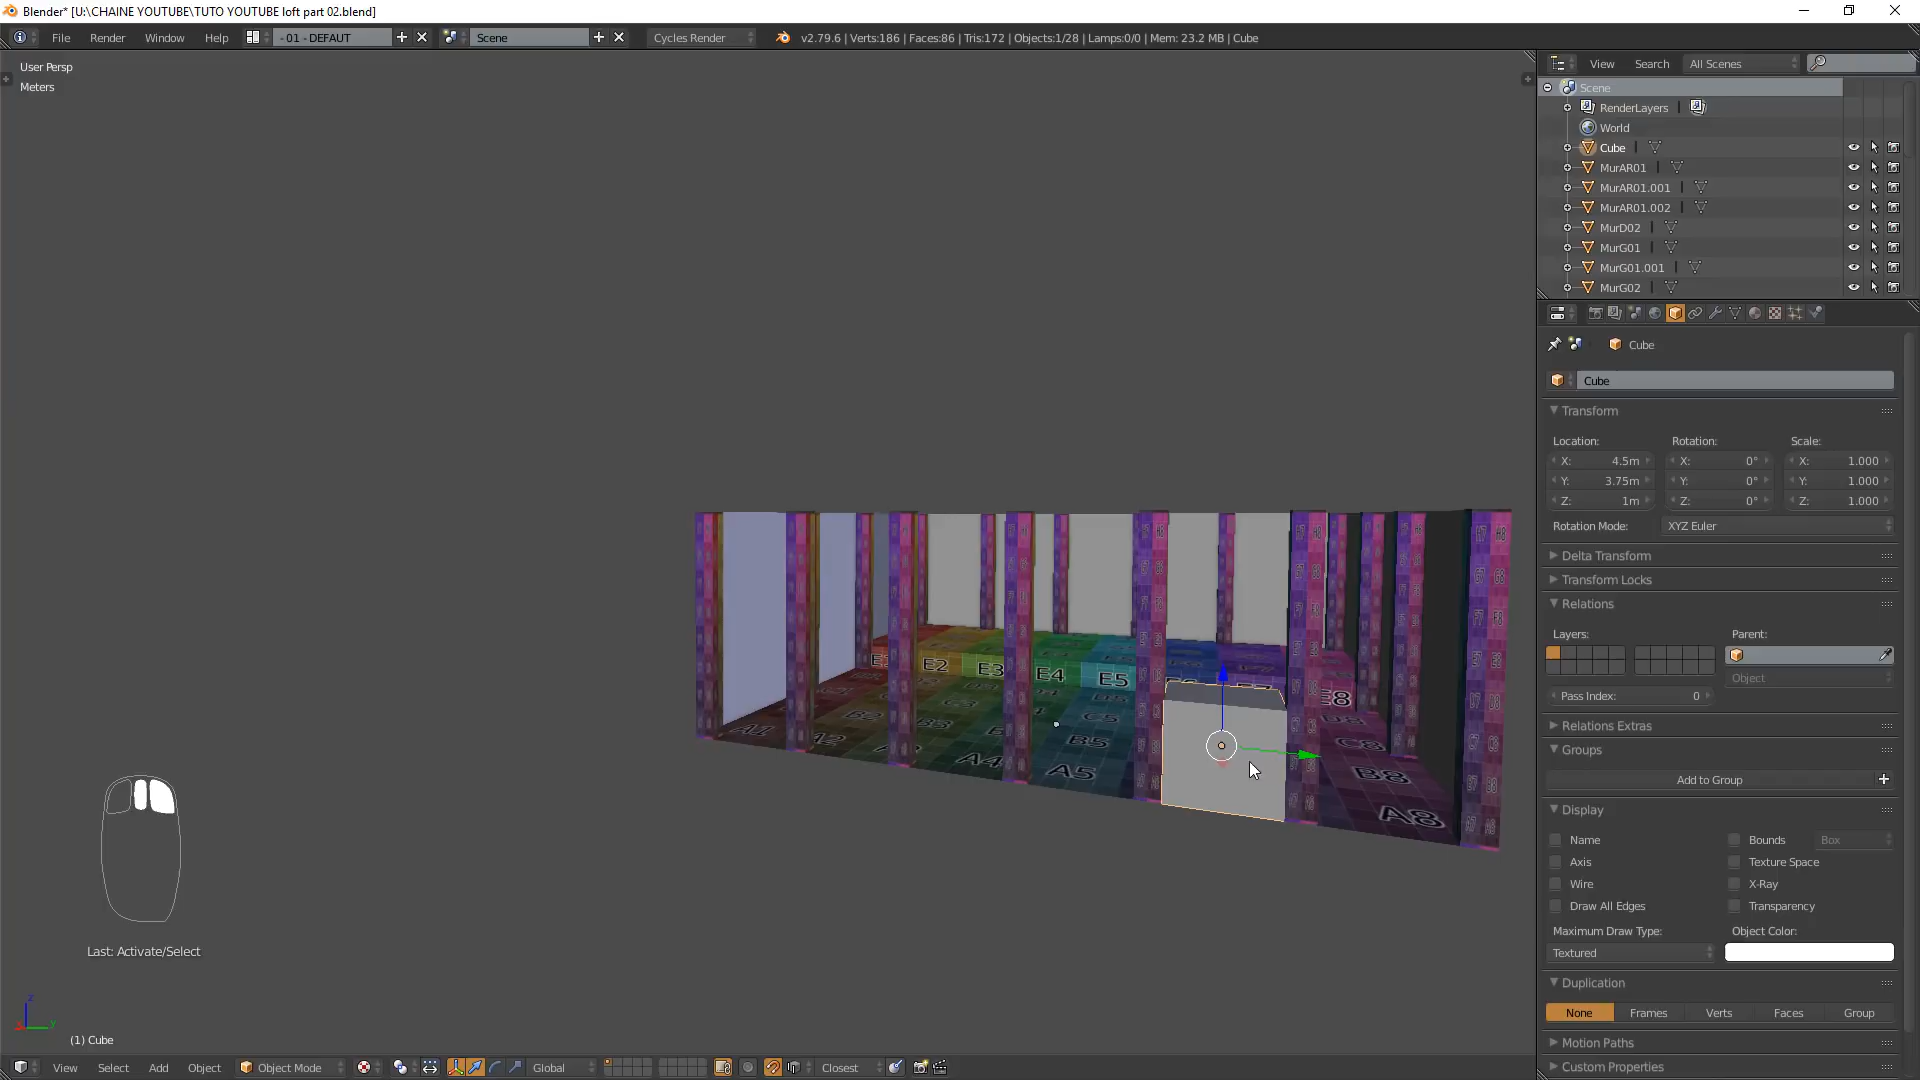 Blender* [U:\CHAINE YOUTUBE\TUTO YOUTUBE loft part 02.blend]
File Render Window Help - 01 - DEFAUT Scene Cycles Render v2.79.6 | Verts:186 | Faces:86 | Tris:172 | Objects:1/28 | Lamps:0/0 | Mem: 23.2 MB | Cube
User Persp
Meters
View Search All Scenes
Scene
RenderLayers
World
Cube
MurAR01
MurAR01.001
MurAR01.002
MurD02
MurG01
MurG01.001
MurG02
Cube
Cube
Transform
Location: Rotation: Scale:
X: 4.5m X: 0° X: 1.000
Y: 3.75m Y: 0° Y: 1.000
Z: 1m Z: 0° Z: 1.000
Rotation Mode: XYZ Euler
Delta Transform
Transform Locks
Relations
Layers: Parent:
Object
Pass Index: 0
Relations Extras
Groups
Add to Group
Display
Name Bounds Box
Axis Texture Space
Wire X-Ray
Draw All Edges Transparency
Maximum Draw Type: Object Color:
Textured
Duplication
None Frames Verts Faces Group
Motion Paths
Custom Properties
E2 E3 E4 E5 E8
B5 C8
A1 A2 A4 A5 B8
A8
Last: Activate/Select
z
x y
(1) Cube
View Select Add Object Object Mode Global Closest